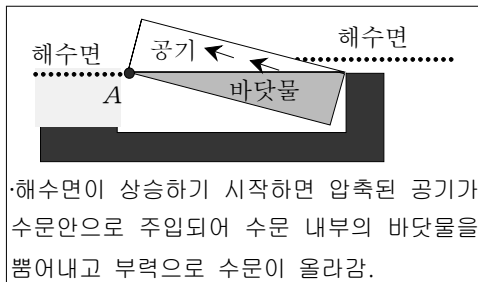 해수면
공기
해수면
바닷물
A
·해수면이 상승하기 시작하면 압축된 공기가
수문안으로 주입되어 수문 내부의 바닷물을
뿜어내고 부력으로 수문이 올라감.